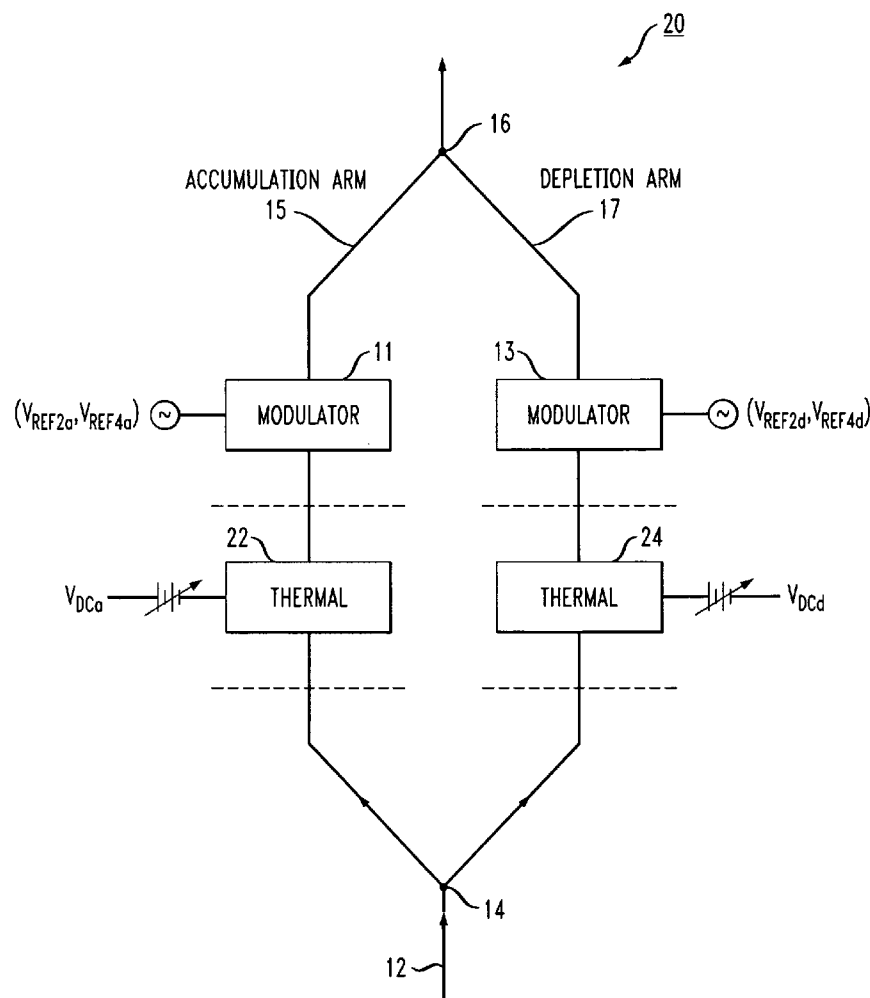 20
16
ACCUMULATION ARM
15
DEPLETION ARM
17
11
13
(VREF2a,VREF4a)
~
MODULATOR
MODULATOR
~
(VREF2d,VREF4d)
22
24
VDCa
THERMAL
THERMAL
VDCd
14
12